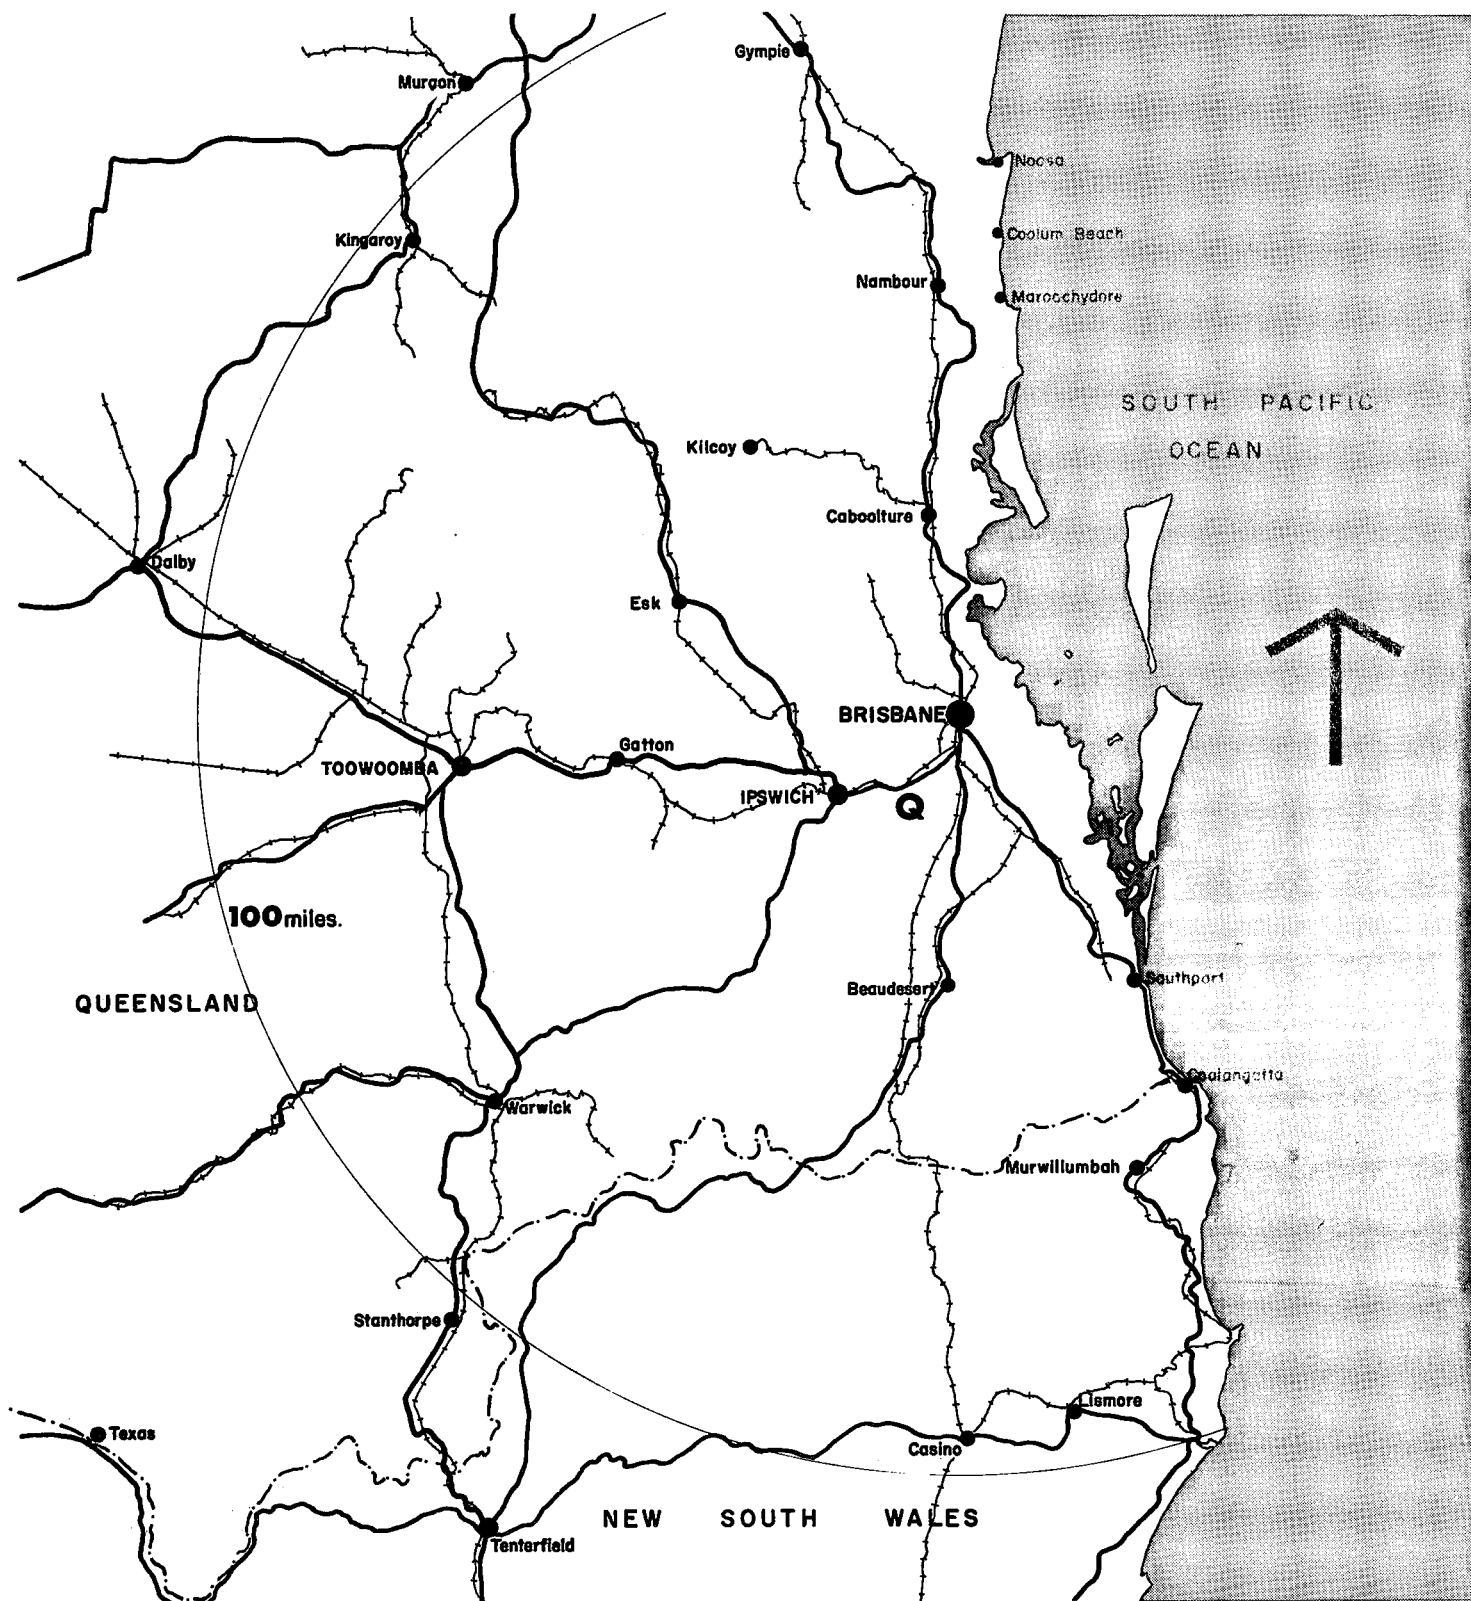 Gympie
Murgon
Noosa
Kingaroy
Coolum Beach
Nambour
Maroochydore
SOUTH PACIFIC
OCEAN
Kilcoy
Caboolture
Dalby
Esk
BRISBANE
Gatton
TOOWOOMBA
IPSWICH
Q
100 miles.
Southport
Beaudesert
QUEENSLAND
Coolangatta
Warwick
Murwillumbah
Stanthorpe
Lismore
Texas
Casino
NEW SOUTH WALES
Tenterfield